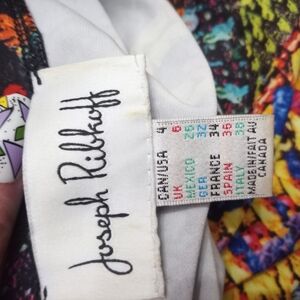 Joseph Ribkoff
CAN/USA 4
UK 6
MEXICO 26
GER 32
FRANCE 34
SPAIN 36
ITALY 38
MADE IN/FAIT AU
CANADA